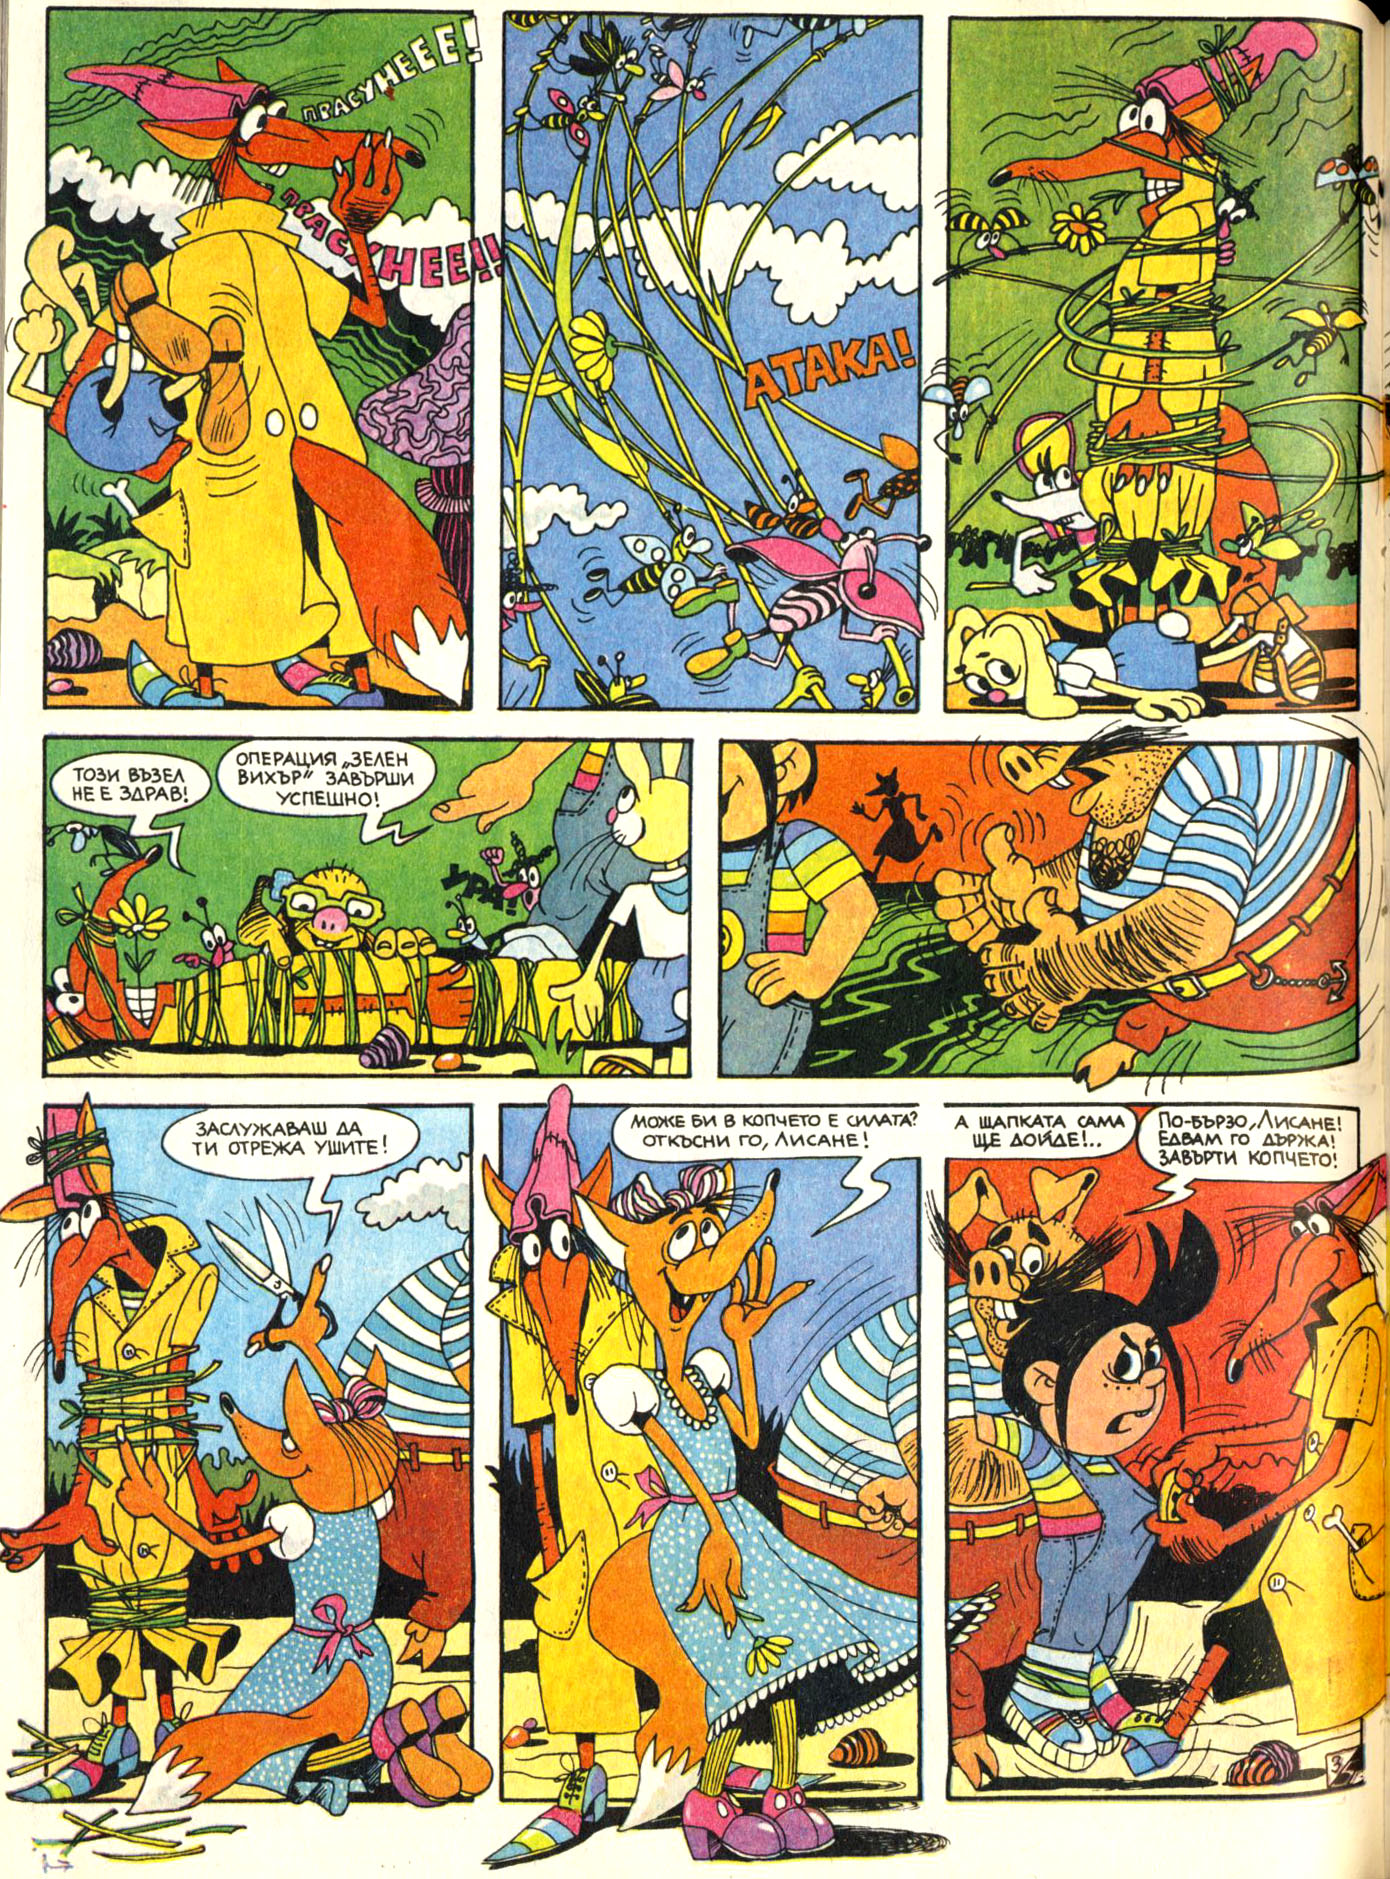 ПРАСУНЕЕЕ!
ПРАСУНЕЕ!!
АТАКА!
ТОЗИ ВЪЗЕЛ
НЕ Е ЗДРАВ!
ОПЕРАЦИЯ „ЗЕЛЕН
ВИХЪР“ ЗАВЪРШИ
УСПЕШНО!
УРА!
ЗАСЛУЖАВАШ ДА
ТИ ОТРЕЖА УШИТЕ!
МОЖЕ БИ В КОПЧЕТО Е СИЛАТА?
ОТКЪСНИ ГО, ЛИСАНЕ!
А ШАПКАТА САМА
ЩЕ ДОЙДЕ!..
ПО-БЪРЗО, ЛИСАНЕ!
ЕДВАМ ГО ДЪРЖА!
ЗАВЪРТИ КОПЧЕТО!
3